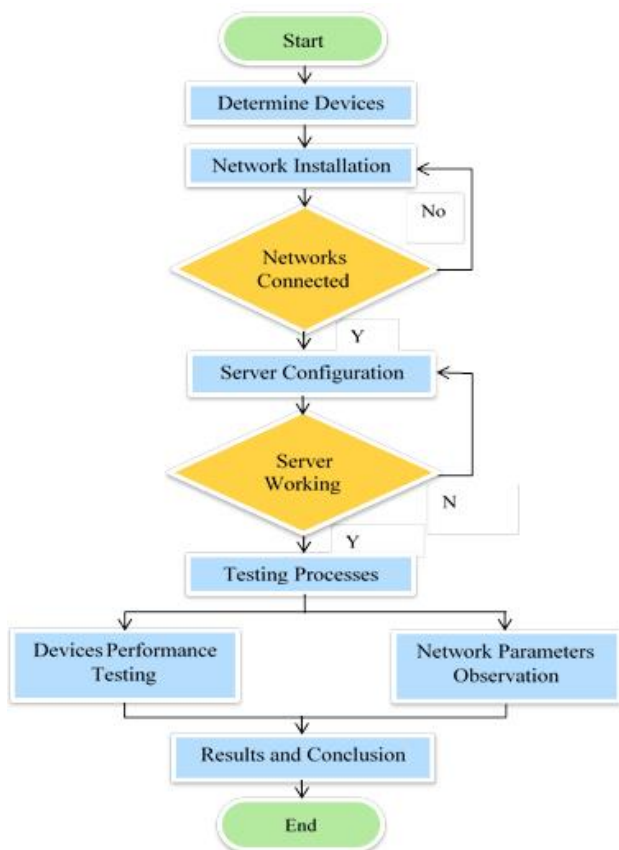 Start
Determine Devices
Network Installation
No
Networks
Connected
Y
Server Configuration
Server
Working
N
Y
Testing Processes
Devices Performance
Testing
Network Parameters
Observation
Results and Conclusion
End